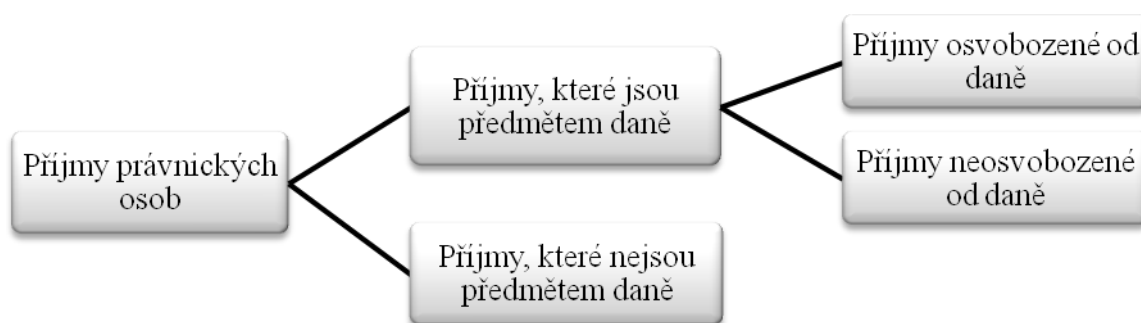 Příjmy právnických
osob
Příjmy, které jsou
předmětem daně
Příjmy, které nejsou
předmětem daně
Příjmy osvobozené od
daně
Příjmy neosvobozené
od daně